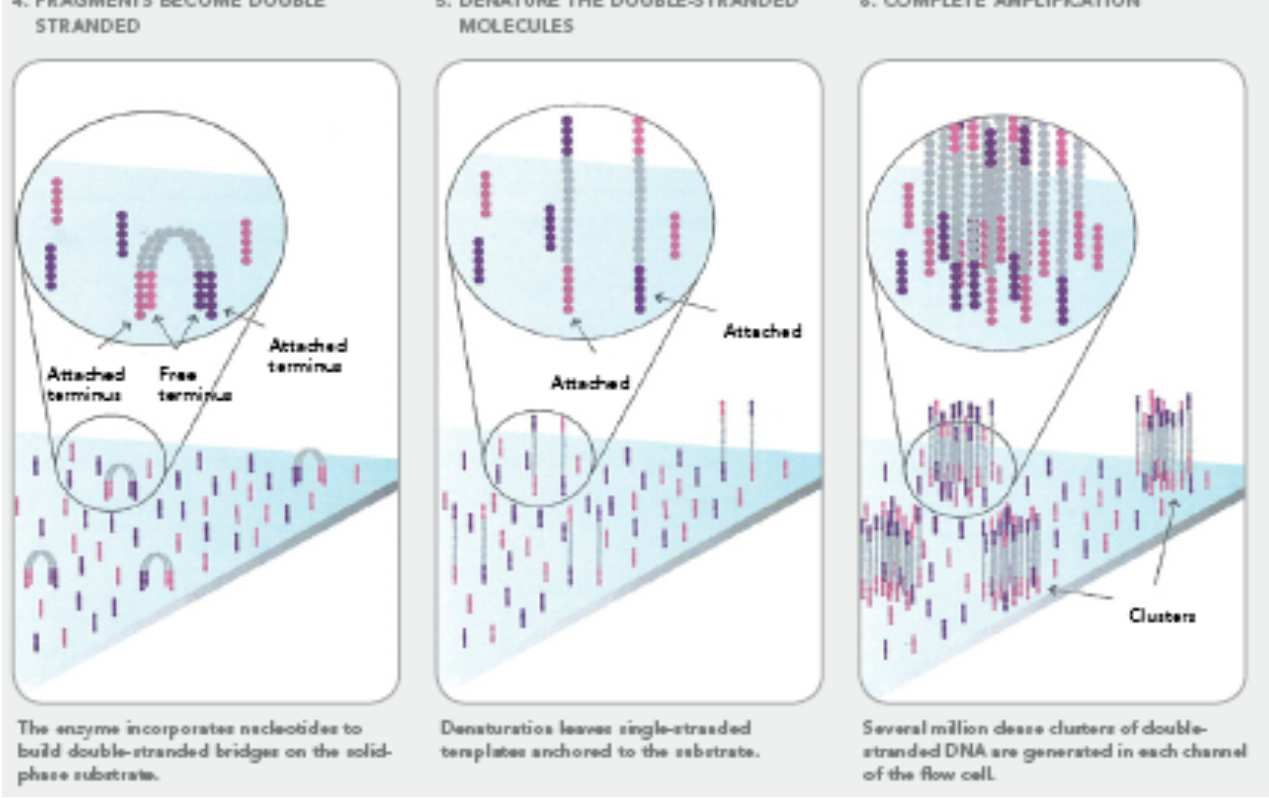 4. FRAGMENTS BECOME DOUBLE
STRANDED
Attached
terminus
Free
terminus
Attached
terminus
The enzyme incorporates nucleotides to
build double-stranded bridges on the solid-
phase substrate.
5. DENATURE THE DOUBLE-STRANDED
MOLECULES
Attached
Attached
Denaturation leaves single-stranded
templates anchored to the substrate.
6. COMPLETE AMPLIFICATION
Clusters
Several million dense clusters of double-
stranded DNA are generated in each channel
of the flow cell.